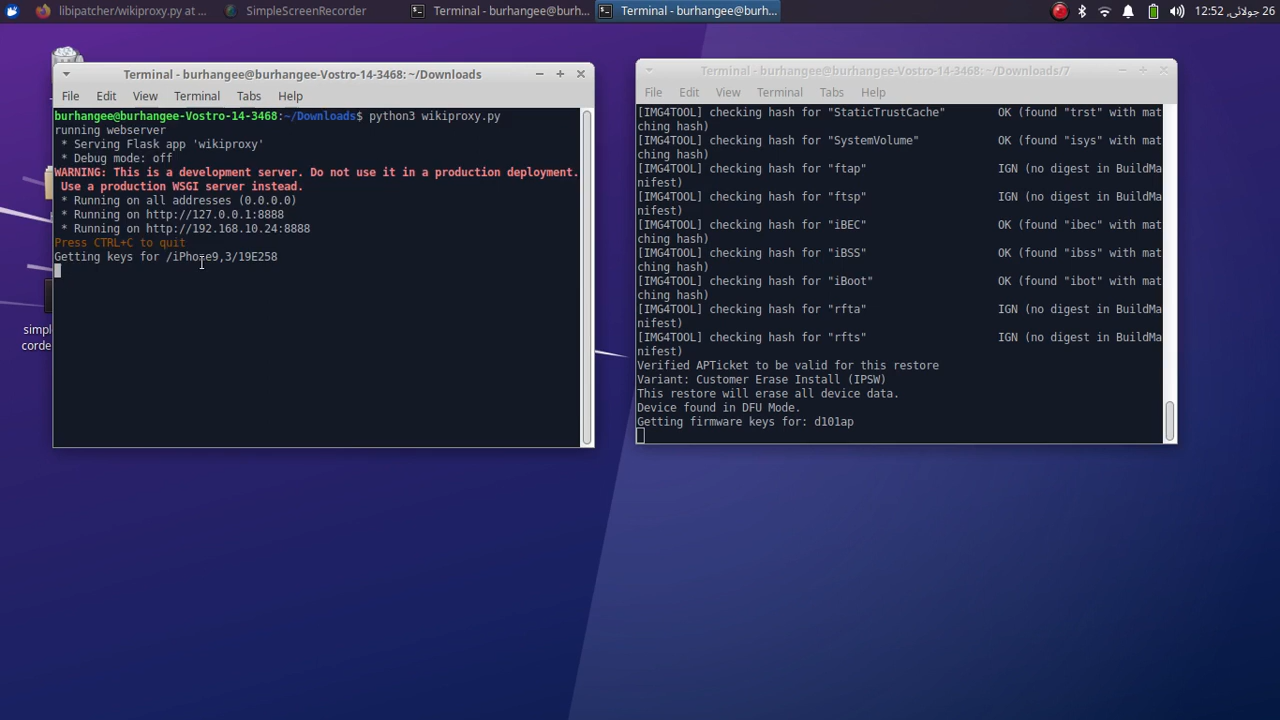 libipatcher/wikiproxy.py at ...
SimpleScreenRecorder
Terminal - burhangee@burh...
Terminal - burhangee@burh...
26 جولائی, 12:52
Terminal - burhangee@burhangee-Vostro-14-3468: ~/Downloads
File Edit View Terminal Tabs Help
burhangee@burhangee-Vostro-14-3468:~/Downloads$ python3 wikiproxy.py
running webserver
* Serving Flask app 'wikiproxy'
* Debug mode: off
WARNING: This is a development server. Do not use it in a production deployment.
Use a production WSGI server instead.
* Running on all addresses (0.0.0.0)
* Running on http://127.0.0.1:8888
* Running on http://192.168.10.24:8888
Press CTRL+C to quit
Getting keys for /iPhone9,3/19E258
simple
corde
Terminal - burhangee@burhangee-Vostro-14-3468: ~/Downloads/7
File Edit View Terminal Tabs Help
[IMG4TOOL] checking hash for "StaticTrustCache" OK (found "trst" with mat
ching hash)
[IMG4TOOL] checking hash for "SystemVolume" OK (found "isys" with mat
ching hash)
[IMG4TOOL] checking hash for "ftap" IGN (no digest in BuildMa
nifest)
[IMG4TOOL] checking hash for "ftsp" IGN (no digest in BuildMa
nifest)
[IMG4TOOL] checking hash for "iBEC" OK (found "ibec" with mat
ching hash)
[IMG4TOOL] checking hash for "iBSS" OK (found "ibss" with mat
ching hash)
[IMG4TOOL] checking hash for "iBoot" OK (found "ibot" with mat
ching hash)
[IMG4TOOL] checking hash for "rfta" IGN (no digest in BuildMa
nifest)
[IMG4TOOL] checking hash for "rfts" IGN (no digest in BuildMa
nifest)
Verified APTicket to be valid for this restore
Variant: Customer Erase Install (IPSW)
This restore will erase all device data.
Device found in DFU Mode.
Getting firmware keys for: d101ap